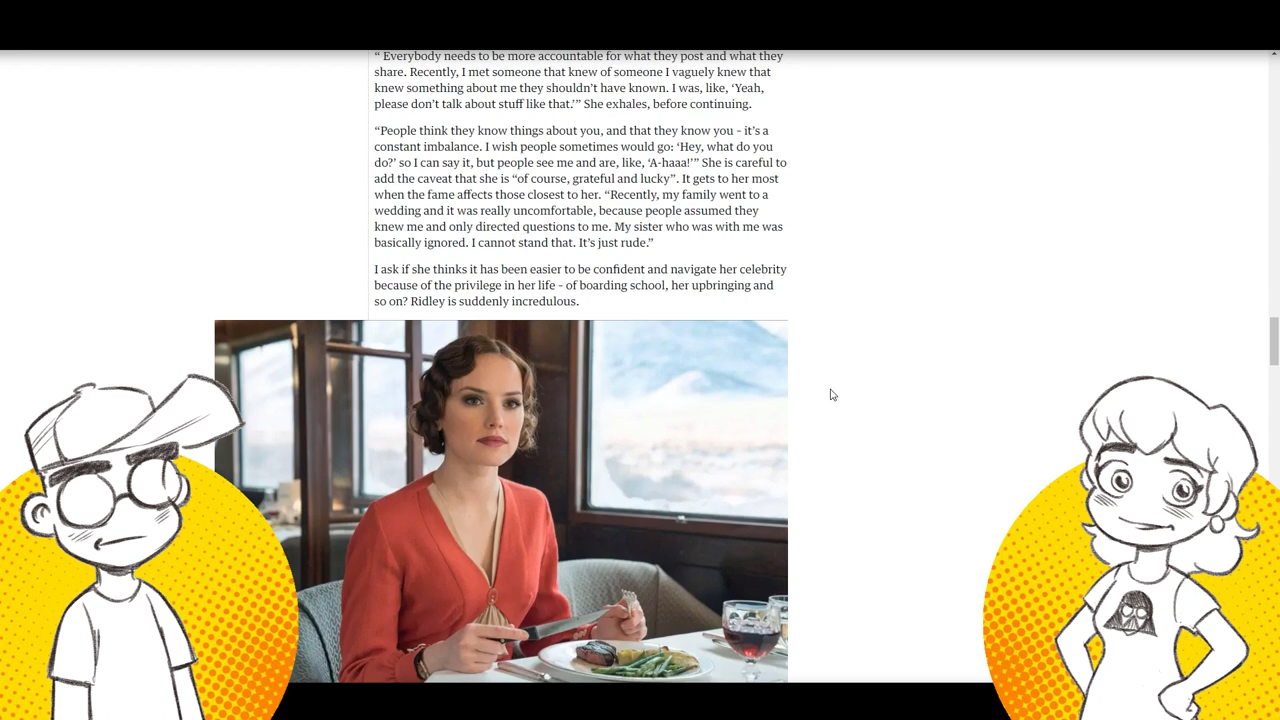 “ Everybody needs to be more accountable for what they post and what they
share. Recently, I met someone that knew of someone I vaguely knew that
knew something about me they shouldn’t have known. I was, like, ‘Yeah,
please don’t talk about stuff like that.’” She exhales, before continuing.
“People think they know things about you, and that they know you – it’s a
constant imbalance. I wish people sometimes would go: ‘Hey, what do you
do?’ so I can say it, but people see me and are, like, ‘A-haaa!’” She is careful to
add the caveat that she is “of course, grateful and lucky”. It gets to her most
when the fame affects those closest to her. “Recently, my family went to a
wedding and it was really uncomfortable, because people assumed they
knew me and only directed questions to me. My sister who was with me was
basically ignored. I cannot stand that. It’s just rude.”
I ask if she thinks it has been easier to be confident and navigate her celebrity
because of the privilege in her life – of boarding school, her upbringing and
so on? Ridley is suddenly incredulous.